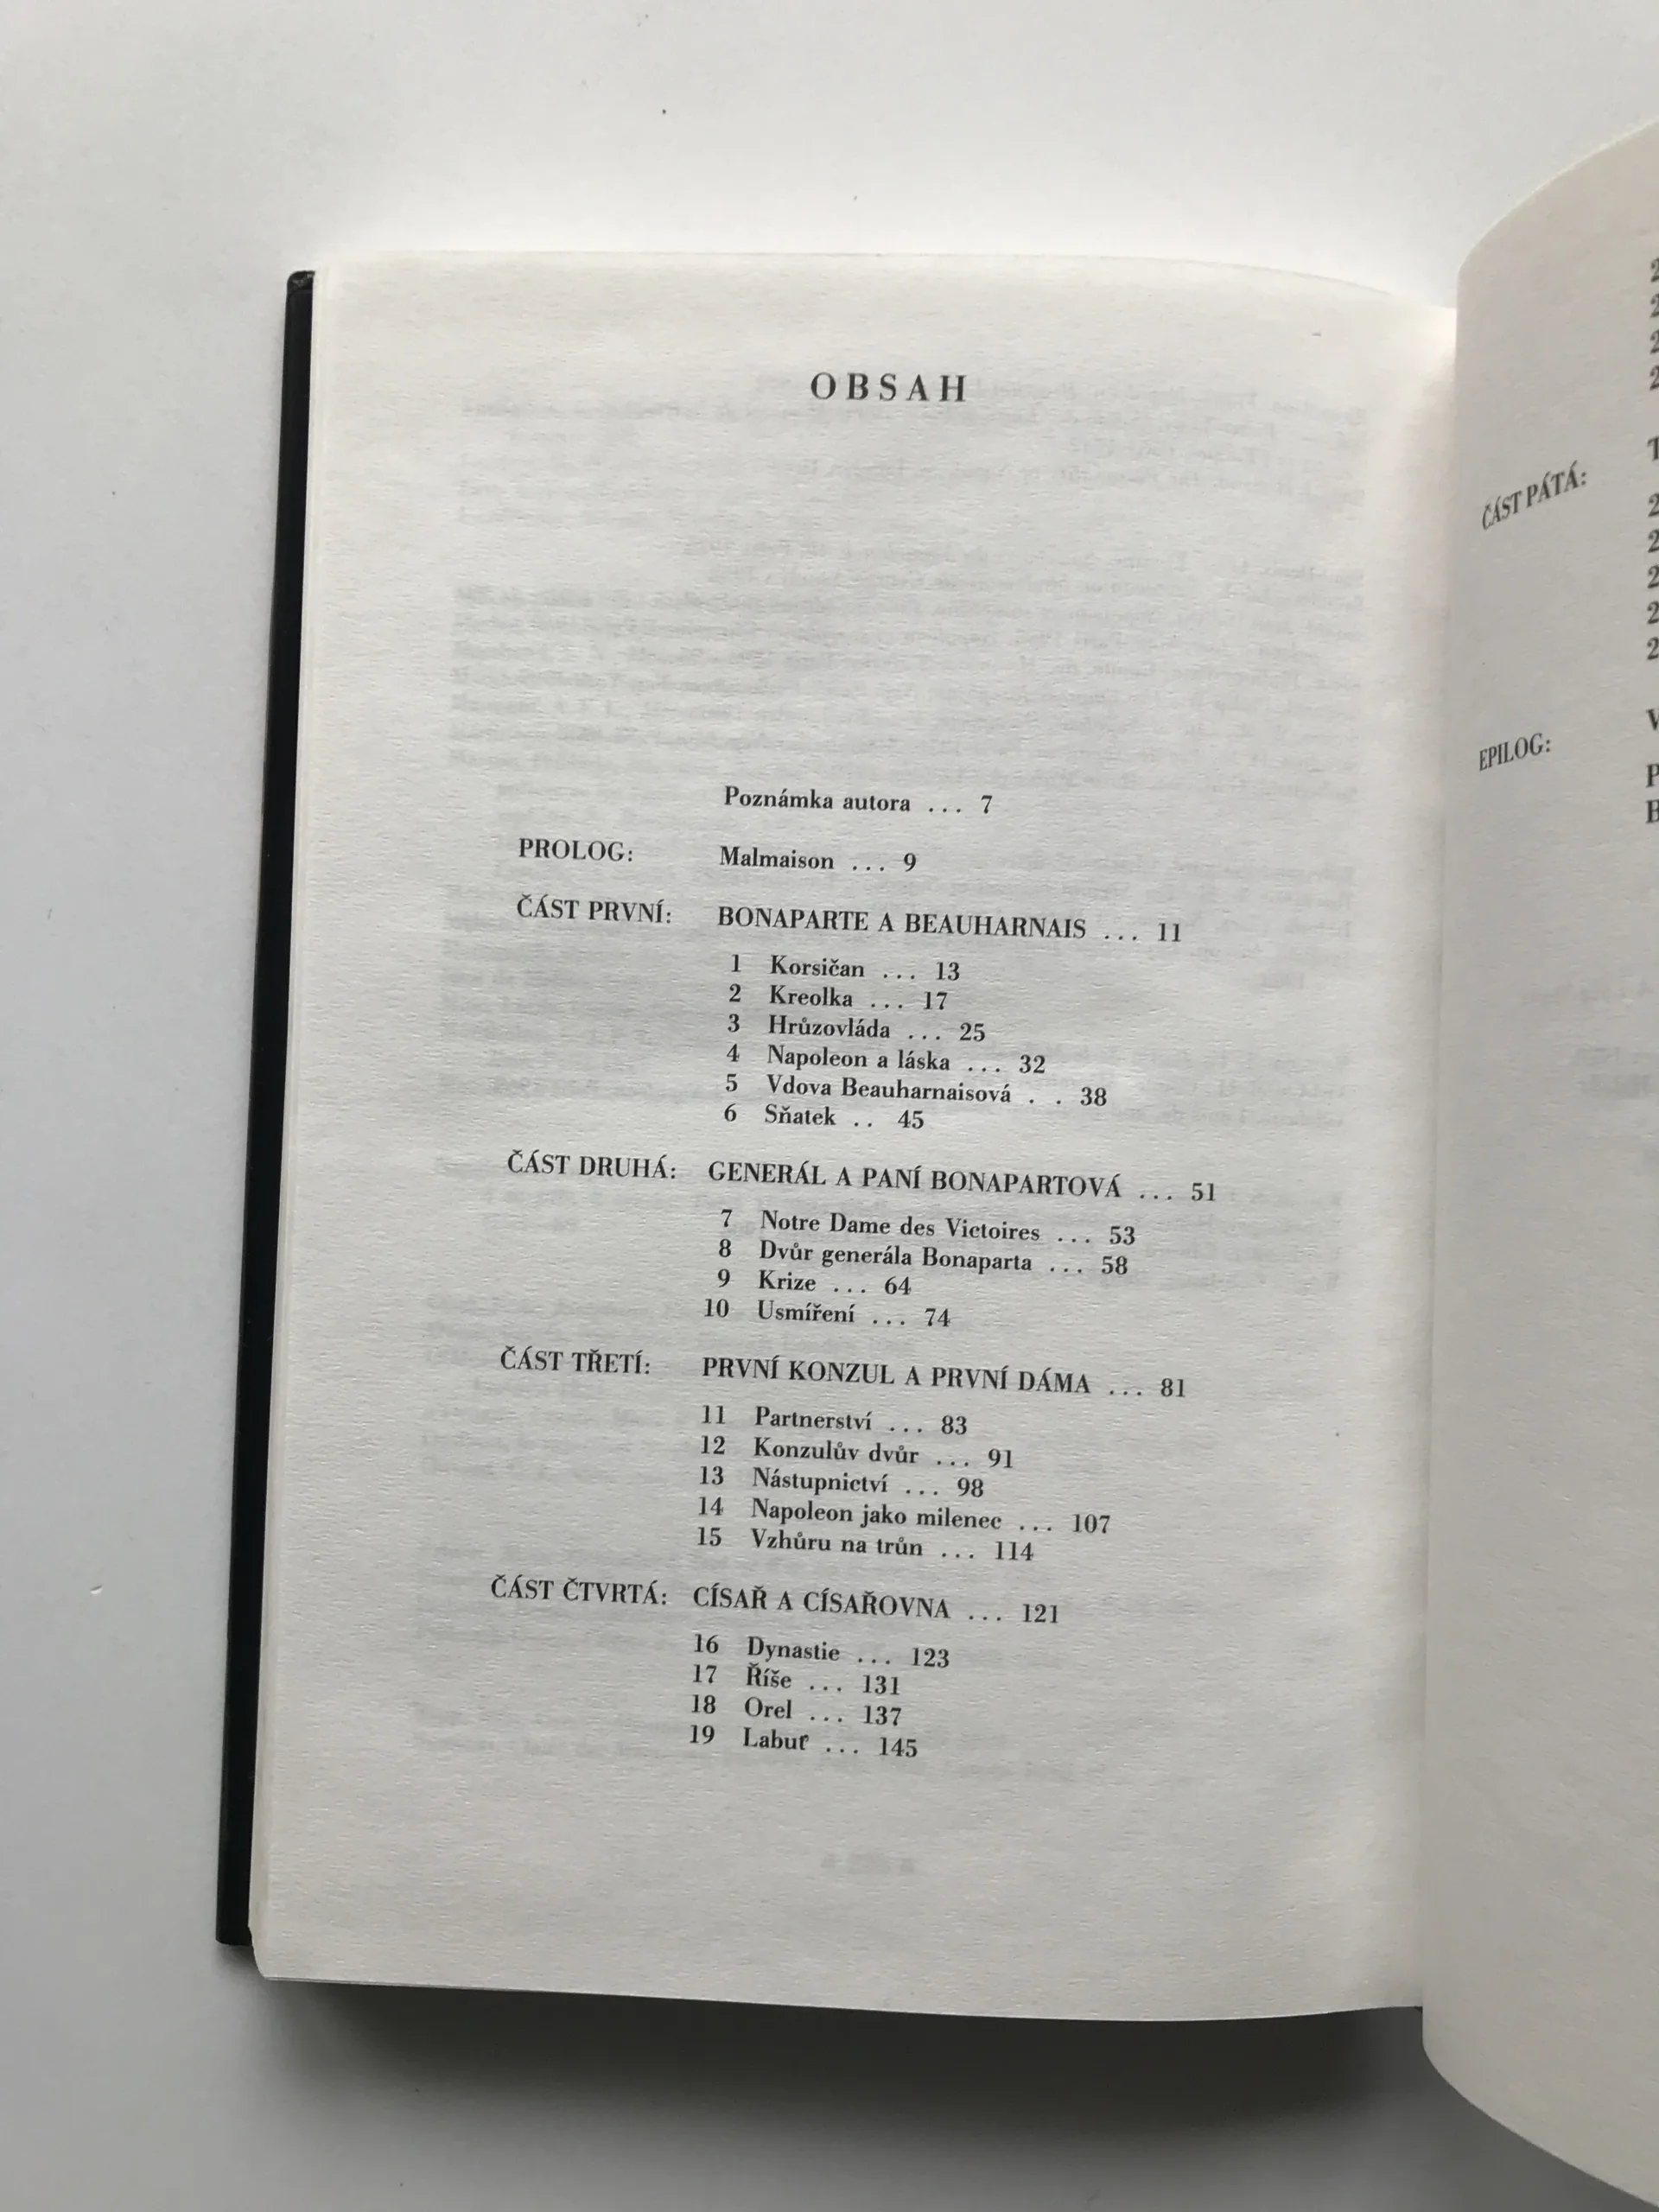 OBSAH
Poznámka autora ... 7
PROLOG: Malmaison ... 9
ČÁST PRVNÍ: BONAPARTE A BEAUHARNAIS ... 11
1 Korsičan ... 13
2 Kreolka ... 17
3 Hrůzovláda ... 25
4 Napoleon a láska ... 32
5 Vdova Beauharnaisová . . 38
6 Sňatek .. 45
ČÁST DRUHÁ: GENERÁL A PANÍ BONAPARTOVÁ ... 51
7 Notre Dame des Victoires ... 53
8 Dvůr generála Bonaparta ... 58
9 Krize ... 64
10 Usmíření ... 74
ČÁST TŘETÍ: PRVNÍ KONZUL A PRVNÍ DÁMA ... 81
11 Partnerství ... 83
12 Konzulův dvůr ... 91
13 Nástupnictví ... 98
14 Napoleon jako milenec ... 107
15 Vzhůru na trůn ... 114
ČÁST ČTVRTÁ: CÍSAŘ A CÍSAŘOVNA ... 121
16 Dynastie ... 123
17 Říše ... 131
18 Orel ... 137
19 Labuť ... 145
ČÁST PÁTÁ:
EPILOG: